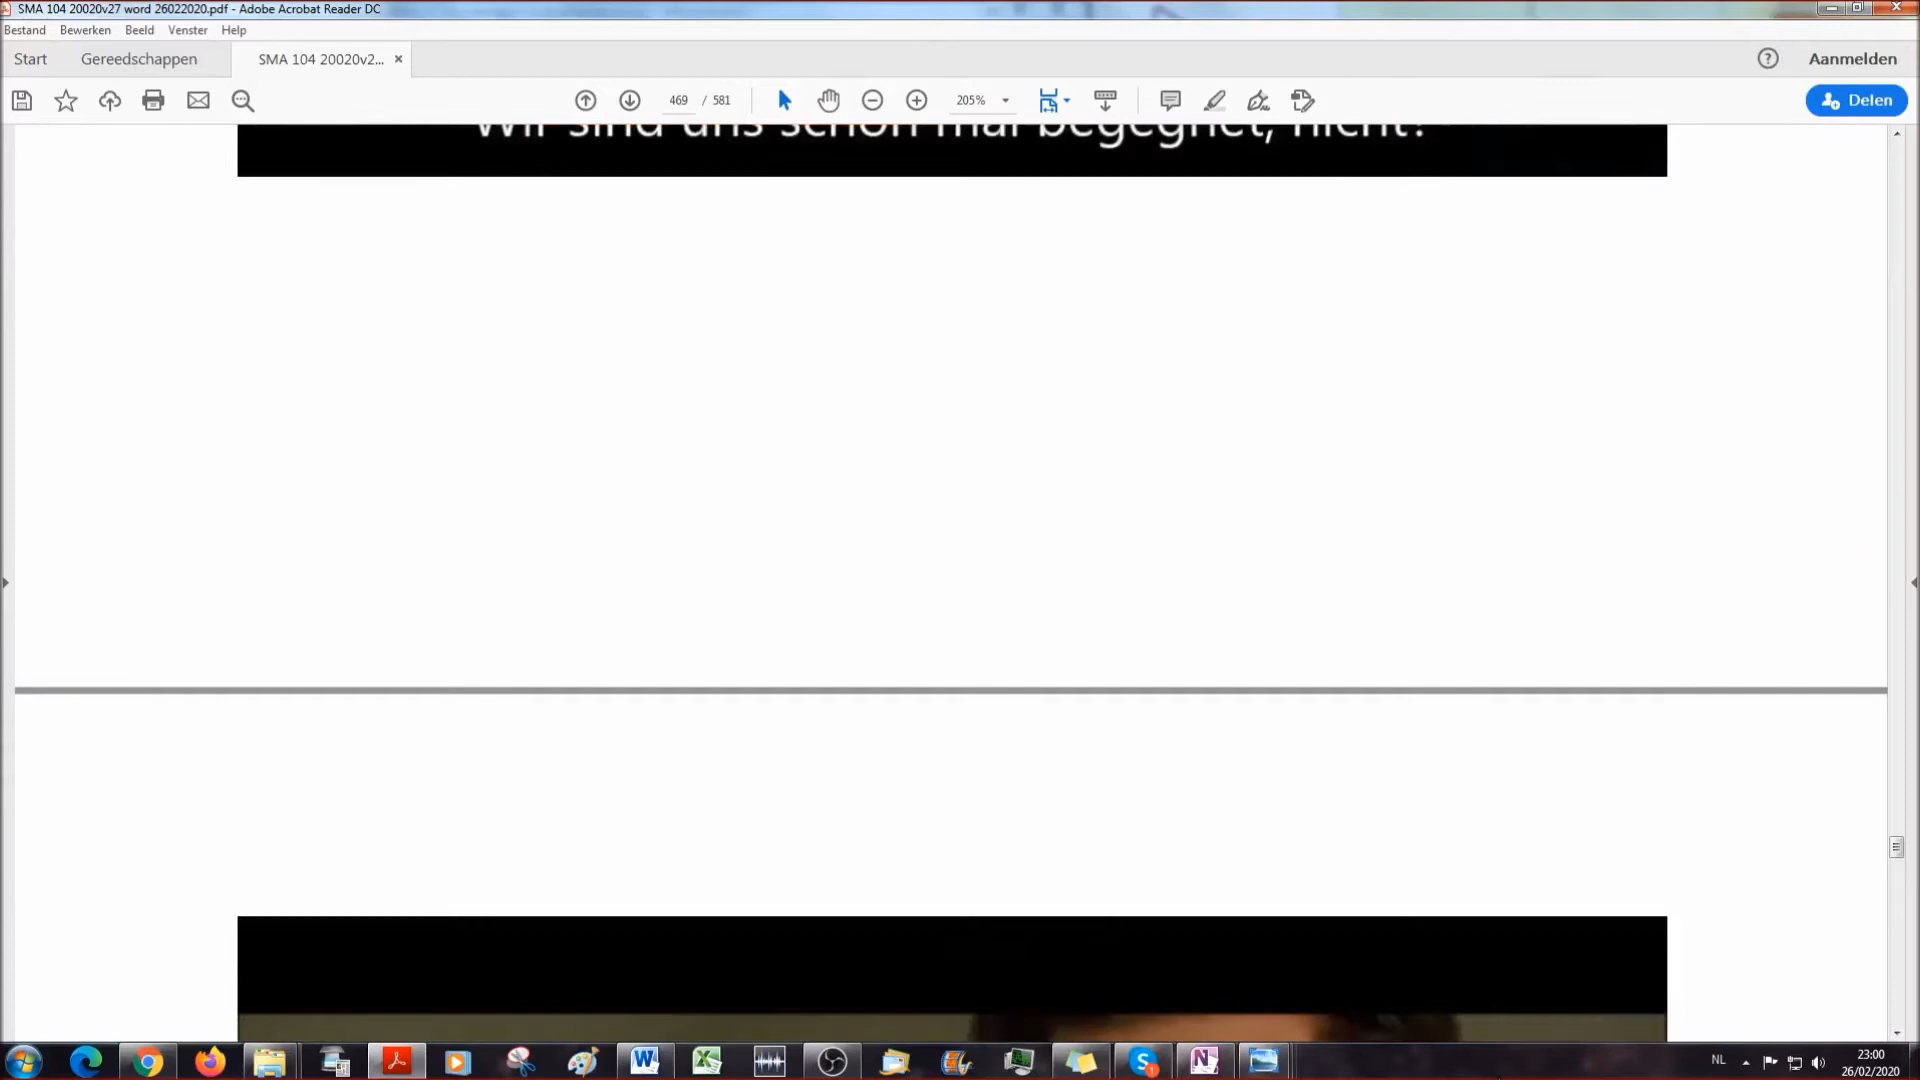 SMA 104 20020v27 word 26022020.pdf - Adobe Acrobat Reader DC
Bestand Bewerken Beeld Venster Help
Start Gereedschappen SMA 104 20020v2... Aanmelden
469 / 581 205% Delen
Wir sind uns schon mal begegnet, nicht?
NL 23:00
26/02/2020